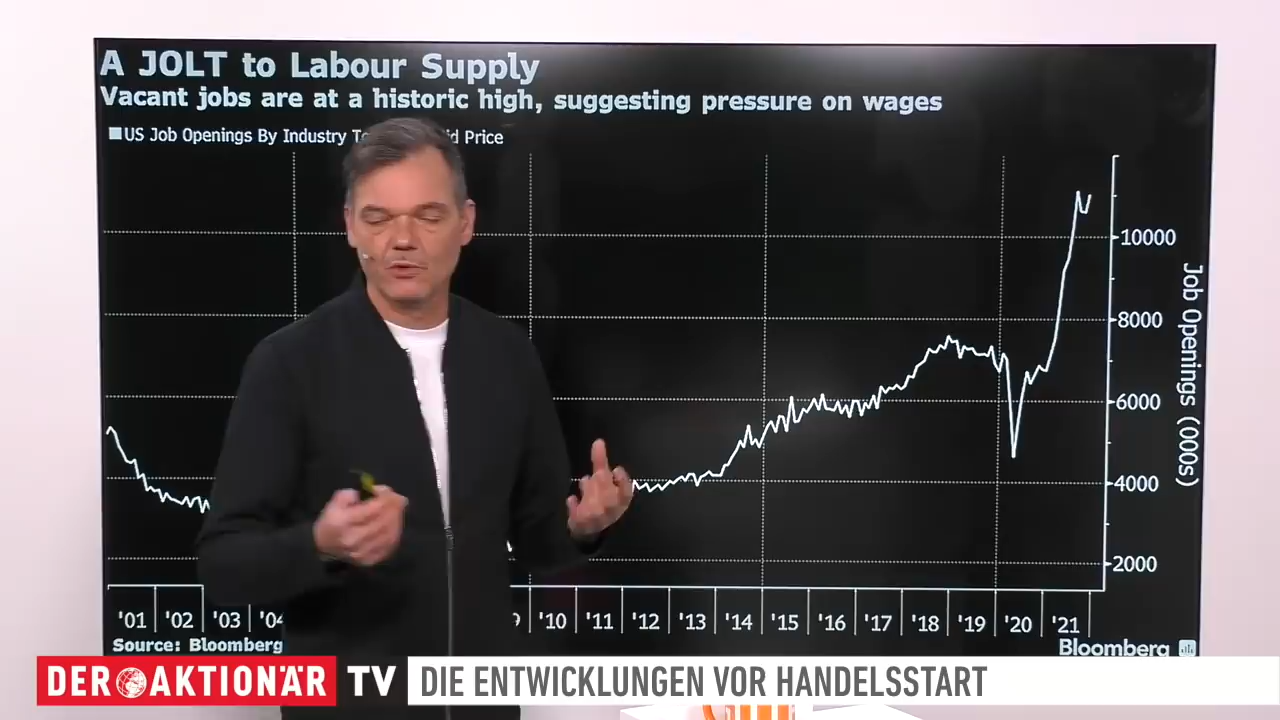 A JOLT to Labour Supply
Vacant jobs are at a historic high, suggesting pressure on wages
US Job Openings By Industry Price
10000
8000
6000
4000
2000
Job Openings (000s)
'01 '02 '03 '04 '10 '11 '12 '13 '14 '15 '16 '17 '18 '19 '20 '21
Source: Bloomberg
Bloomberg
DER AKTIONÄR TV
DIE ENTWICKLUNGEN VOR HANDELSSTART